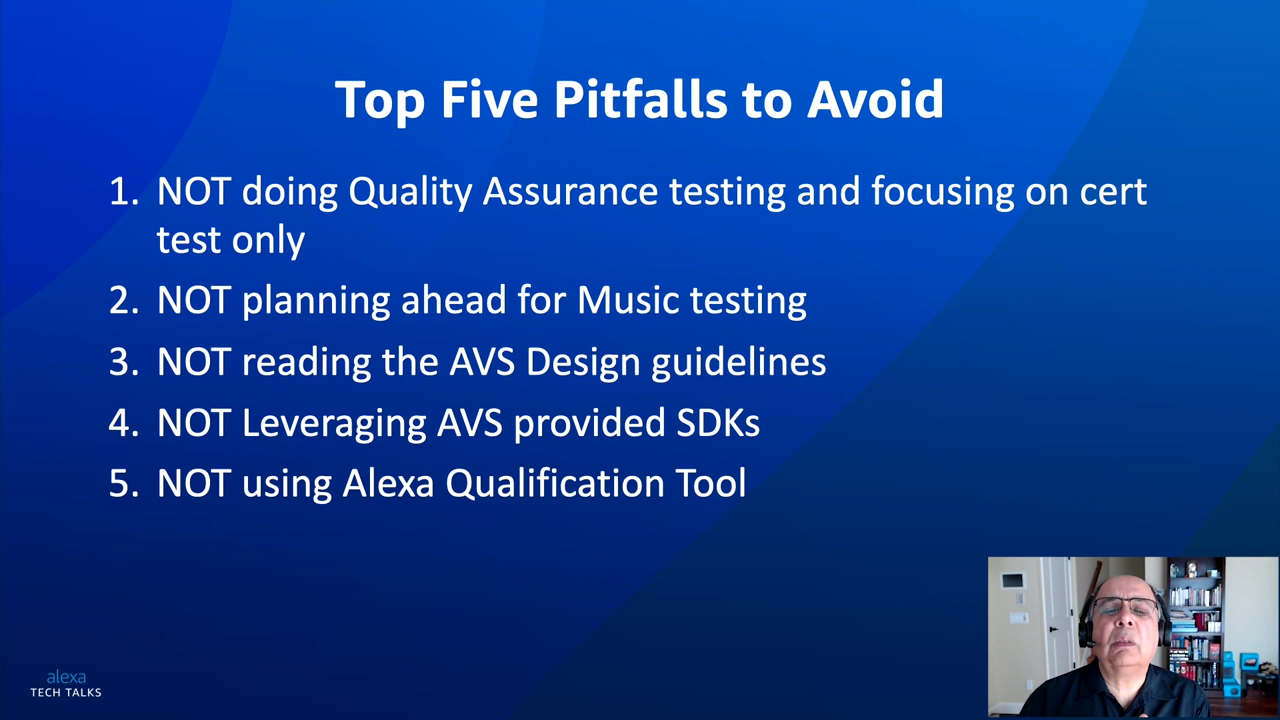 Top Five Pitfalls to Avoid
1. NOT doing Quality Assurance testing and focusing on cert
test only
2. NOT planning ahead for Music testing
3. NOT reading the AVS Design guidelines
4. NOT Leveraging AVS provided SDKs
5. NOT using Alexa Qualification Tool
alexa
TECH TALKS